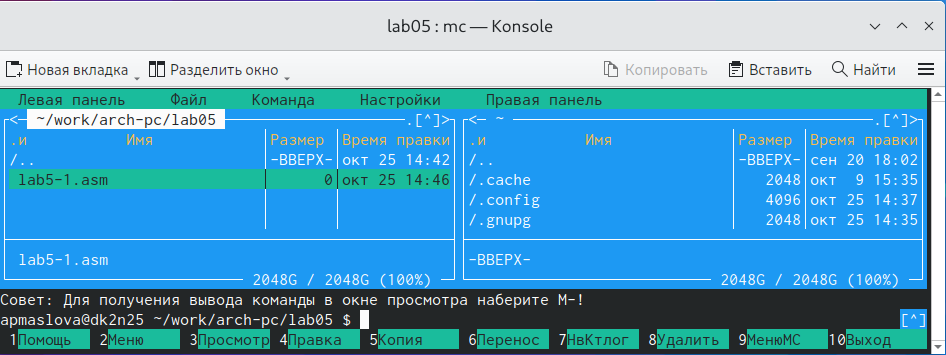 lab05 : mc — Konsole
Новая вкладка Разделить окно Копировать Вставить Найти
Левая панель Файл Команда Настройки Правая панель
<— ~/work/arch-pc/lab05 .[^]> <— ~ .[^]>
.и Имя Размер Время правки .и Имя Размер Время правки
/.. -ВВЕРХ- окт 25 14:42 /.. -ВВЕРХ- сен 20 18:02
lab5-1.asm 0 окт 25 14:46 /.cache 2048 окт 9 15:35
/.config 4096 окт 25 14:37
/.gnupg 2048 окт 25 14:35
lab5-1.asm -ВВЕРХ-
2048G / 2048G (100%) 2048G / 2048G (100%)
Совет: Для получения вывода команды в окне просмотра наберите M-!
apmaslova@dk2n25 ~/work/arch-pc/lab05 $ [^]
1Помощь 2Меню 3Просмотр 4Правка 5Копия 6Перенос 7НвКтлог 8Удалить 9МенюMC 10Выход